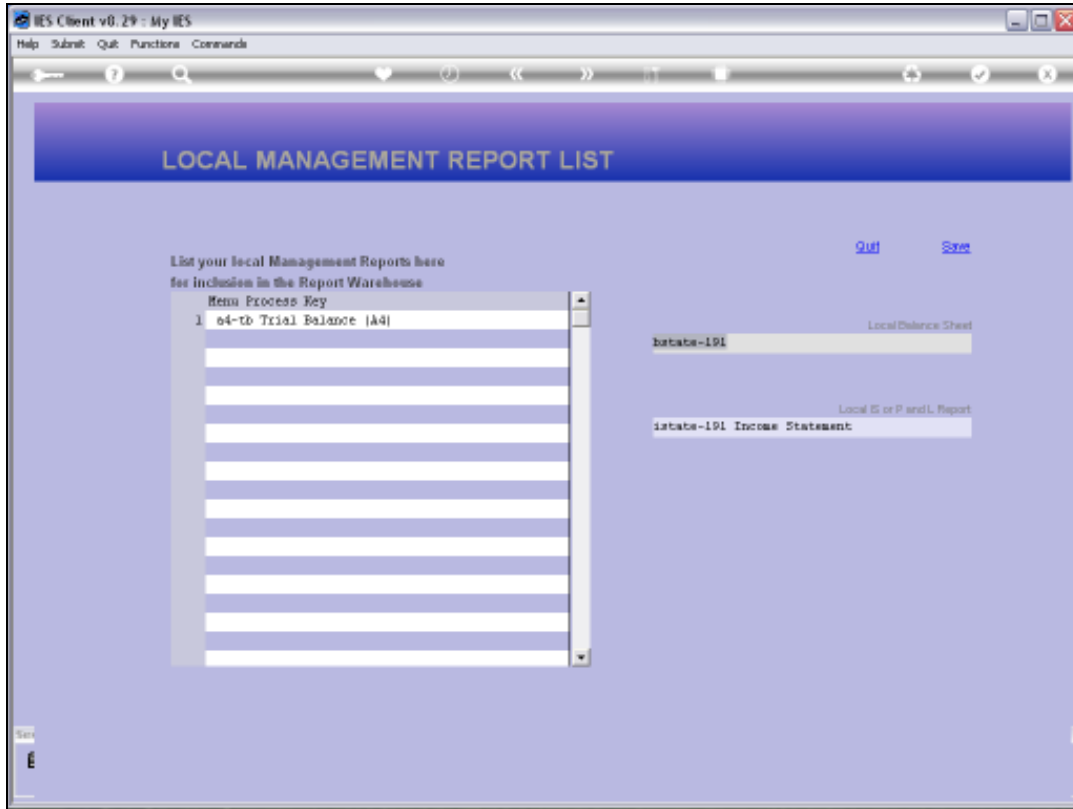 IES Client v8.29 : My IES
Help Submit Quit Functions Commands
LOCAL MANAGEMENT REPORT LIST
Quit Save
List your local Management Reports here
for inclusion in the Report Warehouse
Menu Process Key
1 a4-tb Trial Balance (A4)
Local Balance Sheet
bstate-191
Local IS or P and L Report
istate-191 Income Statement